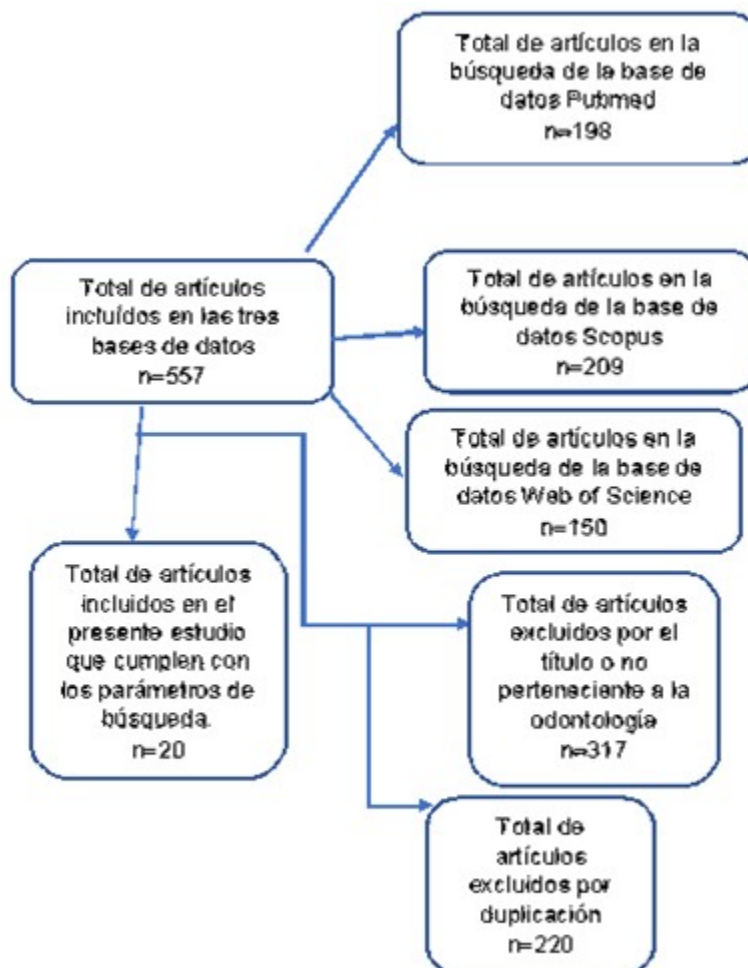 Total de artículos en la
búsqueda de la base de
datos Pubmed
n=198
Total de artículos
incluídos en las tres
bases de datos
n=557
Total de artículos en la
búsqueda de la base de
datos Scopus
n=209
Total de artículos en la
búsqueda de la base de
datos Web of Science
n=150
Total de artículos
incluidos en el
presente estudio
que cumplen con
los parámetros de
búsqueda.
n=20
Total de artículos
excluidos por el
título o no
perteneciente a la
odontología
n=317
Total de
artículos
excluidos por
duplicación
n=220